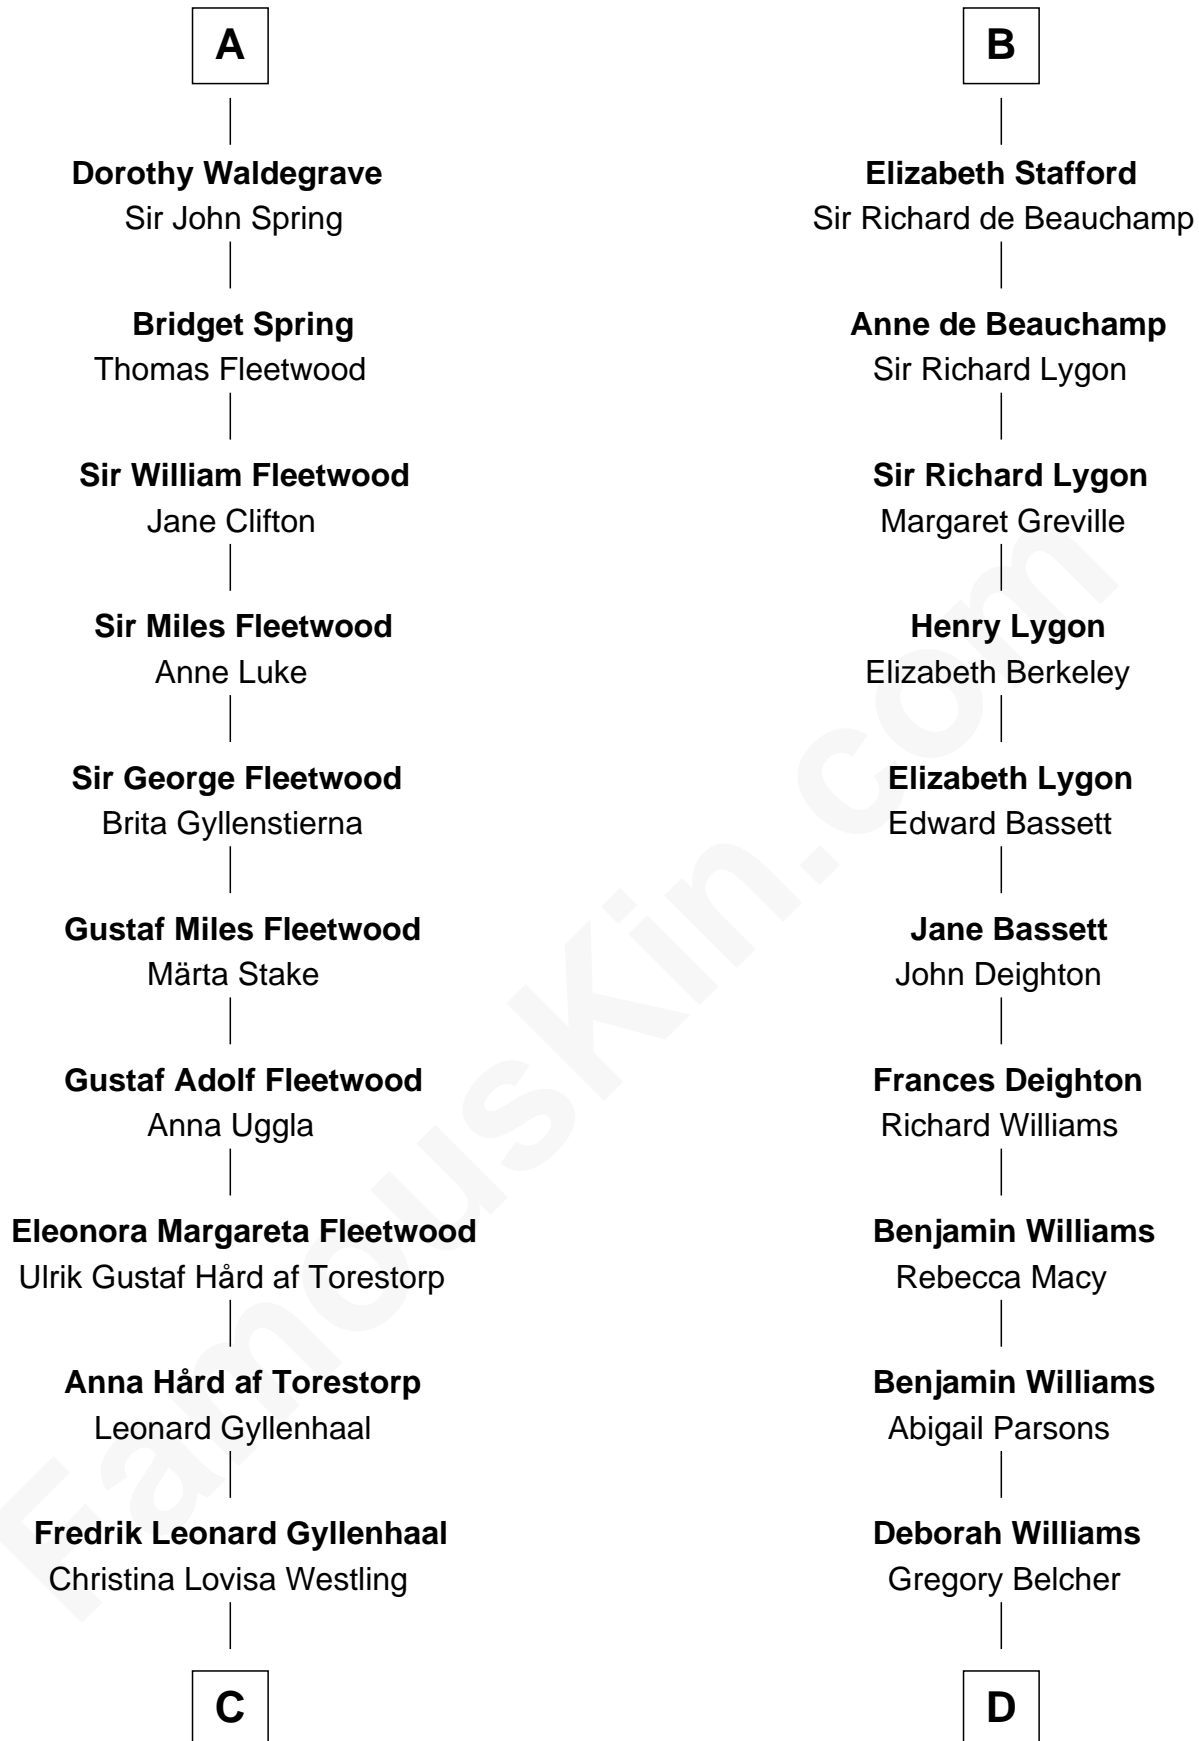 A
Dorothy Waldegrave
Sir John Spring
Bridget Spring
Thomas Fleetwood
Sir William Fleetwood
Jane Clifton
Sir Miles Fleetwood
Anne Luke
Sir George Fleetwood
Brita Gyllenstierna
Gustaf Miles Fleetwood
Märta Stake
Gustaf Adolf Fleetwood
Anna Uggla
Eleonora Margareta Fleetwood
Ulrik Gustaf Hård af Torestorp
Anna Hård af Torestorp
Leonard Gyllenhaal
Fredrik Leonard Gyllenhaal
Christina Lovisa Westling
C
B
Elizabeth Stafford
Sir Richard de Beauchamp
Anne de Beauchamp
Sir Richard Lygon
Sir Richard Lygon
Margaret Greville
Henry Lygon
Elizabeth Berkeley
Elizabeth Lygon
Edward Bassett
Jane Bassett
John Deighton
Frances Deighton
Richard Williams
Benjamin Williams
Rebecca Macy
Benjamin Williams
Abigail Parsons
Deborah Williams
Gregory Belcher
D
FamousKin.com